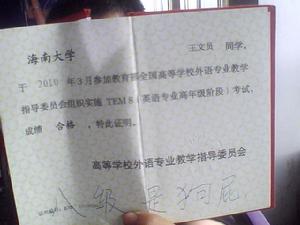 海南大学
王文员 同学，
于 2010 年 3 月参加教育部全国高等学校外语专业教学
指导委员会组织实施 TEM 8（英语专业高年级阶段）考试，
成绩 合格 ，特此证明。
高等学校外语专业教学指导委员会
八级是狗屁